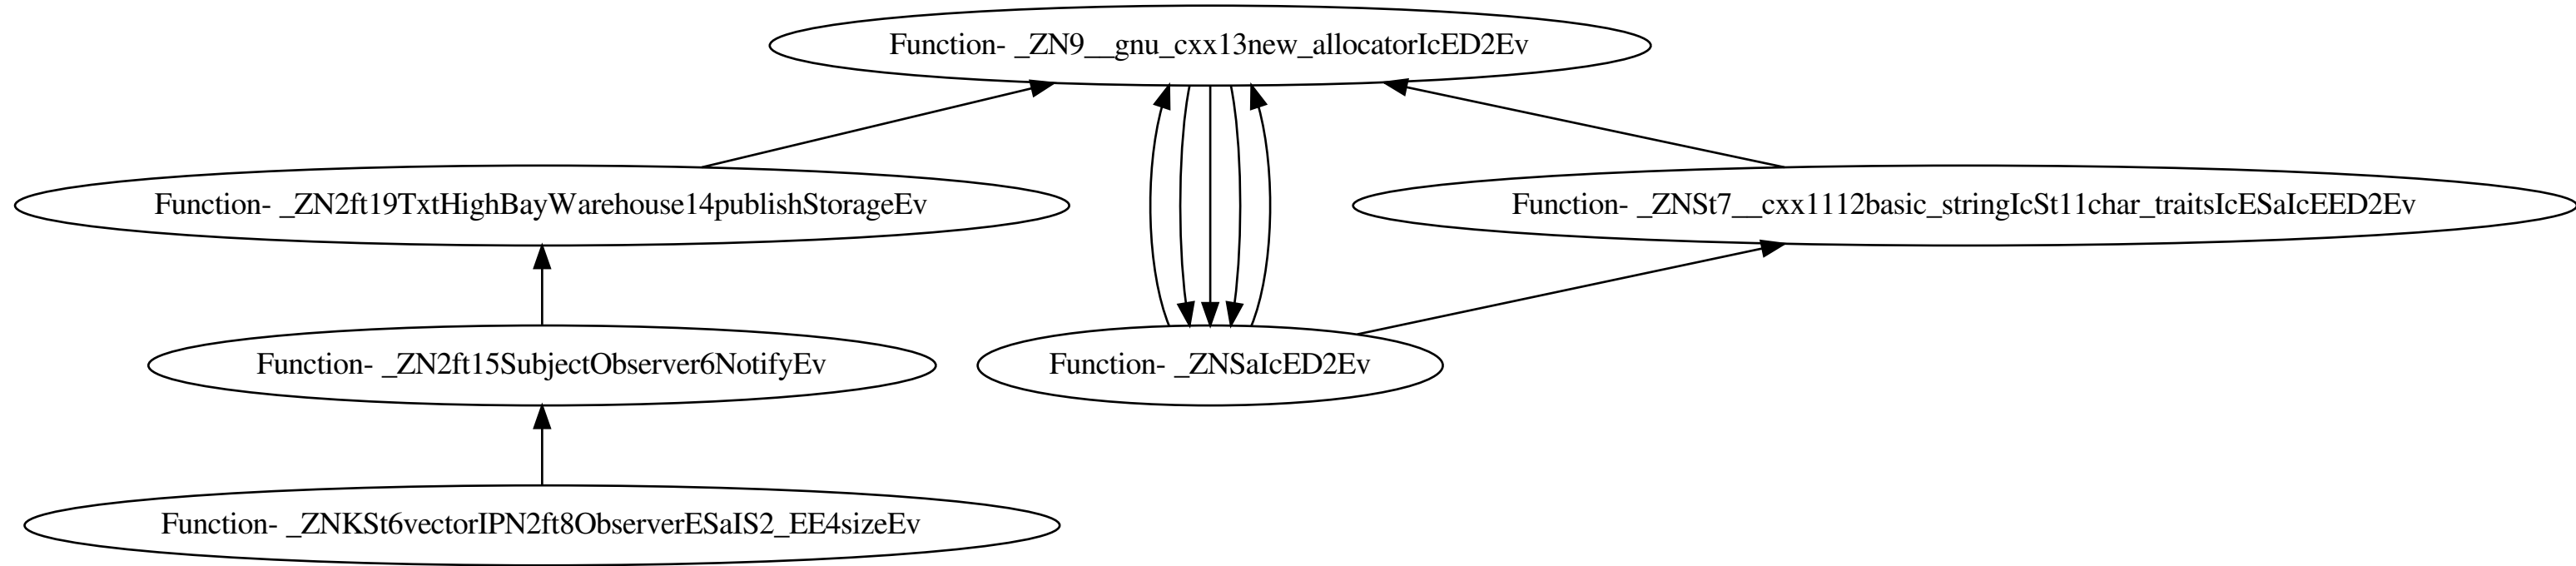 Function- _ZN9__gnu_cxx13new_allocatorIcED2Ev
Function- _ZN2ft19TxtHighBayWarehouse14publishStorageEv
Function- _ZNSt7__cxx1112basic_stringIcSt11char_traitsIcESaIcEED2Ev
Function- _ZN2ft15SubjectObserver6NotifyEv
Function- _ZNSaIcED2Ev
Function- _ZNKSt6vectorIPN2ft8ObserverESaIS2_EE4sizeEv